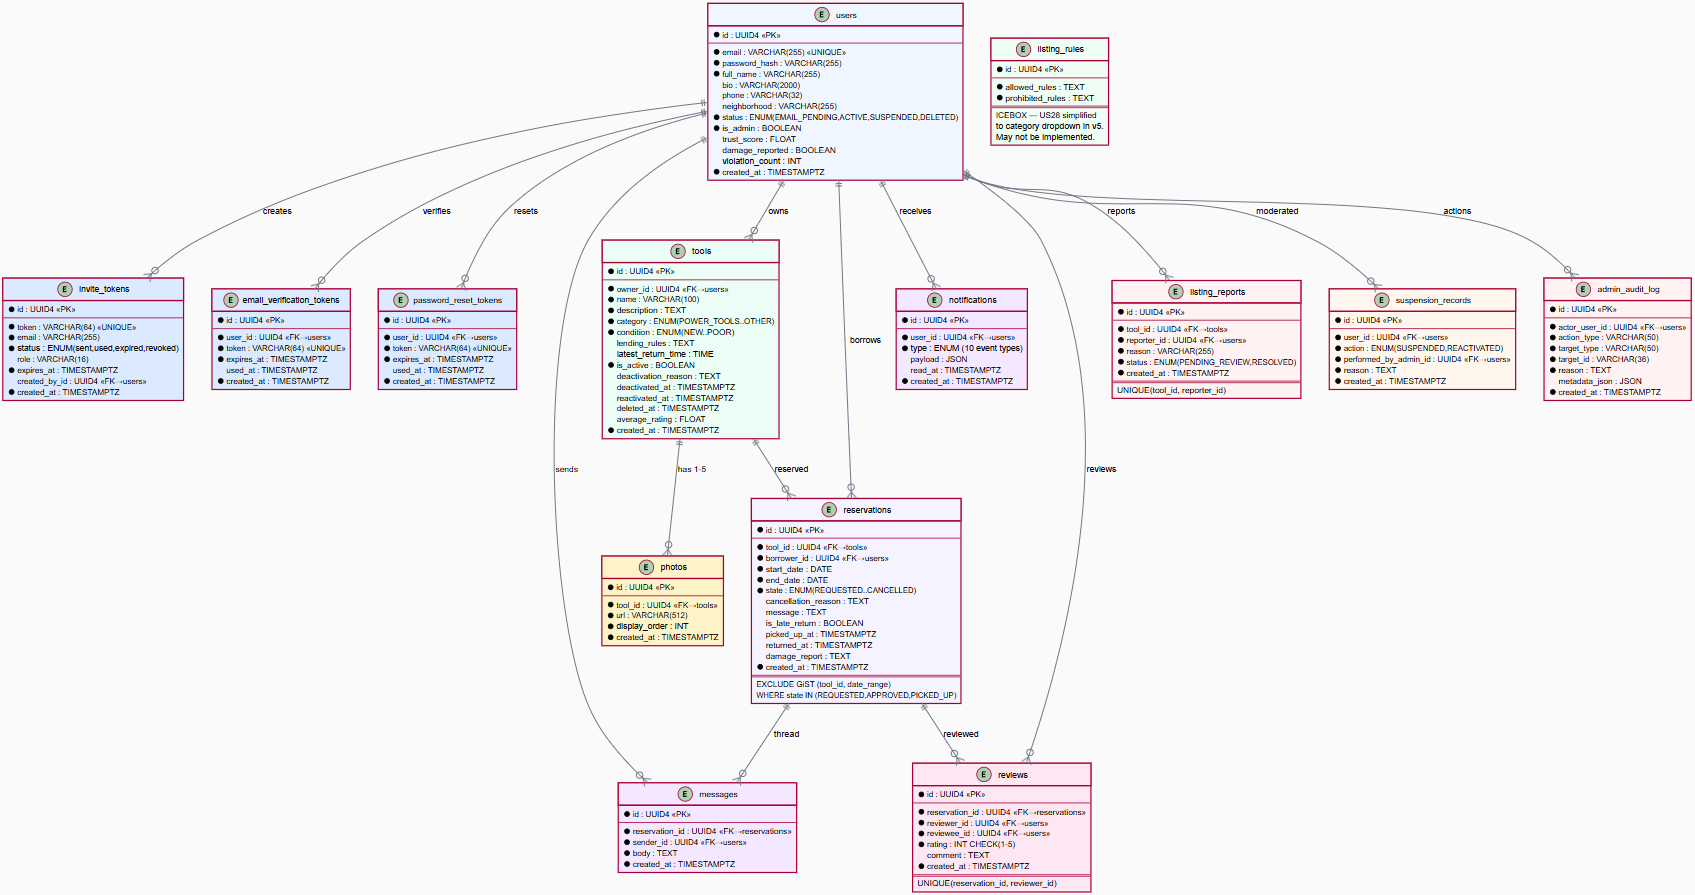 E users
id : UUID4 «PK»
email : VARCHAR(255) «UNIQUE»
password_hash : VARCHAR(255)
full_name : VARCHAR(255)
bio : VARCHAR(2000)
phone : VARCHAR(32)
neighborhood : VARCHAR(255)
status : ENUM(EMAIL_PENDING,ACTIVE,SUSPENDED,DELETED)
is_admin : BOOLEAN
trust_score : FLOAT
damage_reported : BOOLEAN
violation_count : INT
created_at : TIMESTAMPTZ
E listing_rules
id : UUID4 «PK»
allowed_rules : TEXT
prohibited_rules : TEXT
ICEBOX — US28 simplified
to category dropdown in v5.
May not be implemented.
creates
verifies
resets
owns
receives
reports
moderated
actions
E invite_tokens
id : UUID4 «PK»
token : VARCHAR(64) «UNIQUE»
email : VARCHAR(255)
status : ENUM(sent,used,expired,revoked)
role : VARCHAR(16)
expires_at : TIMESTAMPTZ
created_by_id : UUID4 «FK→users»
created_at : TIMESTAMPTZ
E email_verification_tokens
id : UUID4 «PK»
user_id : UUID4 «FK→users»
token : VARCHAR(64) «UNIQUE»
expires_at : TIMESTAMPTZ
used_at : TIMESTAMPTZ
created_at : TIMESTAMPTZ
E password_reset_tokens
id : UUID4 «PK»
user_id : UUID4 «FK→users»
token : VARCHAR(64) «UNIQUE»
expires_at : TIMESTAMPTZ
used_at : TIMESTAMPTZ
created_at : TIMESTAMPTZ
E tools
id : UUID4 «PK»
owner_id : UUID4 «FK→users»
name : VARCHAR(100)
description : TEXT
category : ENUM(POWER_TOOLS..OTHER)
condition : ENUM(NEW..POOR)
lending_rules : TEXT
latest_return_time : TIME
is_active : BOOLEAN
deactivation_reason : TEXT
deactivated_at : TIMESTAMPTZ
reactivated_at : TIMESTAMPTZ
deleted_at : TIMESTAMPTZ
average_rating : FLOAT
created_at : TIMESTAMPTZ
E notifications
id : UUID4 «PK»
user_id : UUID4 «FK→users»
type : ENUM (10 event types)
payload : JSON
read_at : TIMESTAMPTZ
created_at : TIMESTAMPTZ
E listing_reports
id : UUID4 «PK»
tool_id : UUID4 «FK→tools»
reporter_id : UUID4 «FK→users»
reason : VARCHAR(255)
status : ENUM(PENDING_REVIEW,RESOLVED)
created_at : TIMESTAMPTZ
UNIQUE(tool_id, reporter_id)
E suspension_records
id : UUID4 «PK»
user_id : UUID4 «FK→users»
action : ENUM(SUSPENDED,REACTIVATED)
performed_by_admin_id : UUID4 «FK→users»
reason : TEXT
created_at : TIMESTAMPTZ
E admin_audit_log
id : UUID4 «PK»
actor_user_id : UUID4 «FK→users»
action_type : VARCHAR(50)
target_type : VARCHAR(50)
target_id : VARCHAR(36)
reason : TEXT
metadata_json : JSON
created_at : TIMESTAMPTZ
borrows
sends
has 1-5
reserved
reviews
E reservations
id : UUID4 «PK»
tool_id : UUID4 «FK→tools»
borrower_id : UUID4 «FK→users»
start_date : DATE
end_date : DATE
state : ENUM(REQUESTED..CANCELLED)
cancellation_reason : TEXT
message : TEXT
is_late_return : BOOLEAN
picked_up_at : TIMESTAMPTZ
returned_at : TIMESTAMPTZ
damage_report : TEXT
created_at : TIMESTAMPTZ
EXCLUDE GiST (tool_id, date_range)
WHERE state IN (REQUESTED,APPROVED,PICKED_UP)
E photos
id : UUID4 «PK»
tool_id : UUID4 «FK→tools»
url : VARCHAR(512)
display_order : INT
created_at : TIMESTAMPTZ
thread
reviewed
E messages
id : UUID4 «PK»
reservation_id : UUID4 «FK→reservations»
sender_id : UUID4 «FK→users»
body : TEXT
created_at : TIMESTAMPTZ
E reviews
id : UUID4 «PK»
reservation_id : UUID4 «FK→reservations»
reviewer_id : UUID4 «FK→users»
reviewee_id : UUID4 «FK→users»
rating : INT CHECK(1-5)
comment : TEXT
created_at : TIMESTAMPTZ
UNIQUE(reservation_id, reviewer_id)